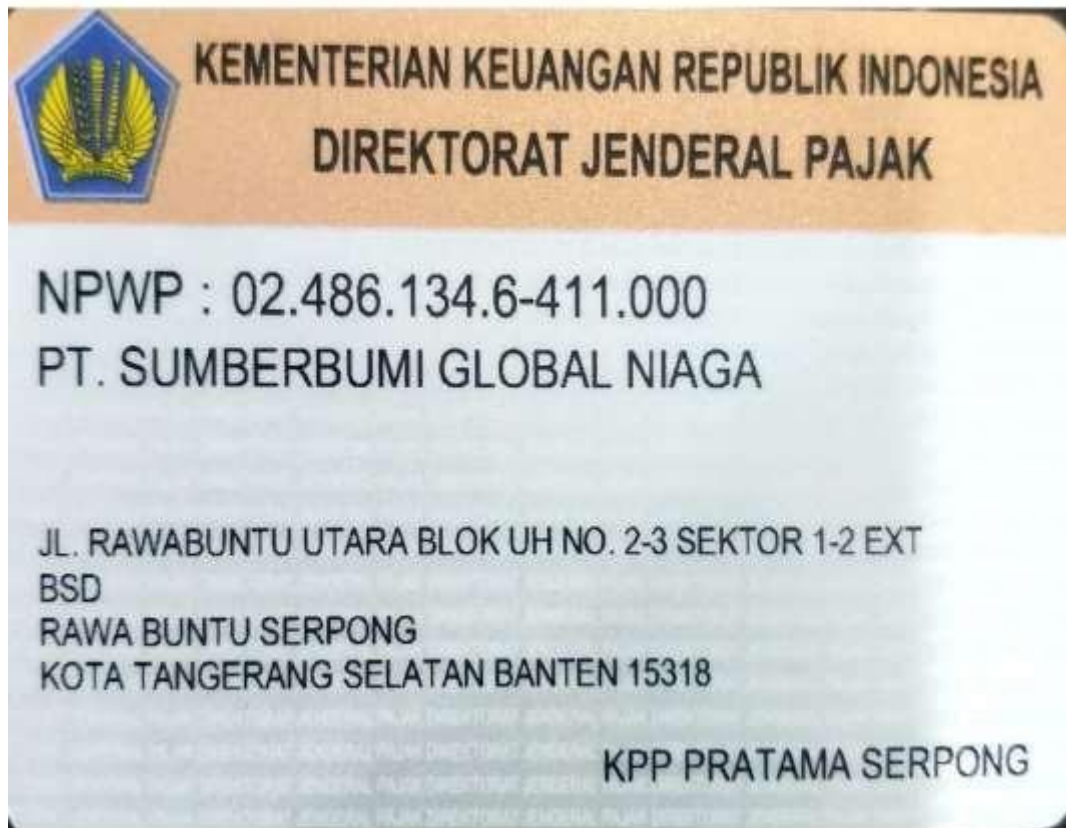 KEMENTERIAN KEUANGAN REPUBLIK INDONESIA
DIREKTORAT JENDERAL PAJAK
NPWP : 02.486.134.6-411.000
PT. SUMBERBUMI GLOBAL NIAGA
JL. RAWABUNTU UTARA BLOK UH NO. 2-3 SEKTOR 1-2 EXT
BSD
RAWA BUNTU SERPONG
KOTA TANGERANG SELATAN BANTEN 15318
KPP PRATAMA SERPONG